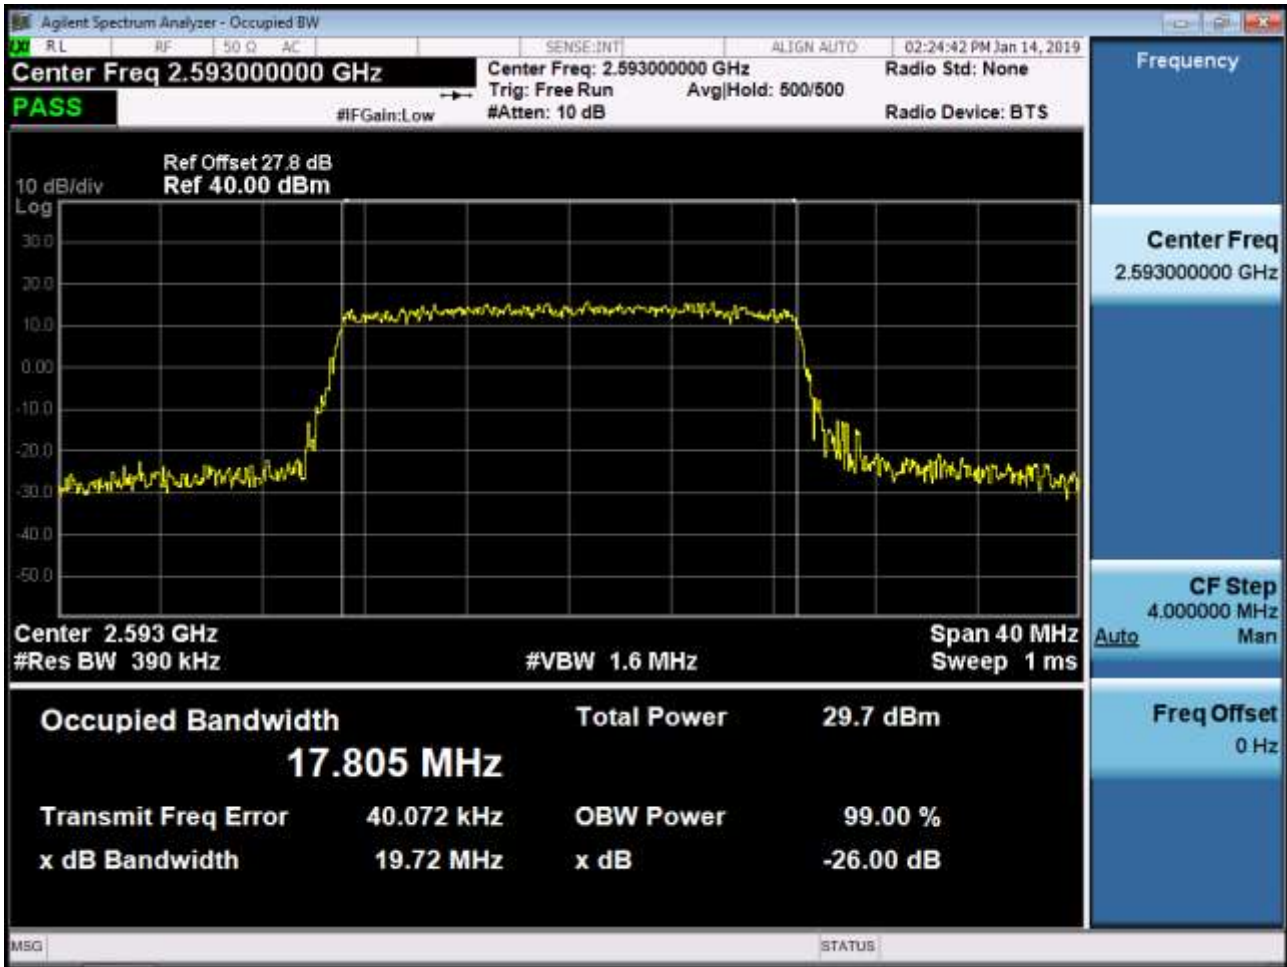 Agilent Spectrum Analyzer - Occupied BW
LXI RL RF 50 Ω AC SENSE:INT ALIGN AUTO 02:24:42 PM Jan 14, 2019
Center Freq 2.593000000 GHz
Center Freq: 2.593000000 GHz Radio Std: None
Trig: Free Run Avg|Hold: 500/500
PASS
#IFGain:Low #Atten: 10 dB Radio Device: BTS
Ref Offset 27.8 dB
10 dB/div Ref 40.00 dBm
Log
30.0
20.0
10.0
0.00
-10.0
-20.0
-30.0
-40.0
-50.0
Center 2.593 GHz Span 40 MHz
#Res BW 390 kHz #VBW 1.6 MHz Sweep 1 ms
Occupied Bandwidth Total Power 29.7 dBm
17.805 MHz
Transmit Freq Error 40.072 kHz OBW Power 99.00 %
x dB Bandwidth 19.72 MHz x dB -26.00 dB
MSG STATUS
Frequency
Center Freq
2.593000000 GHz
CF Step
4.000000 MHz
Auto Man
Freq Offset
0 Hz